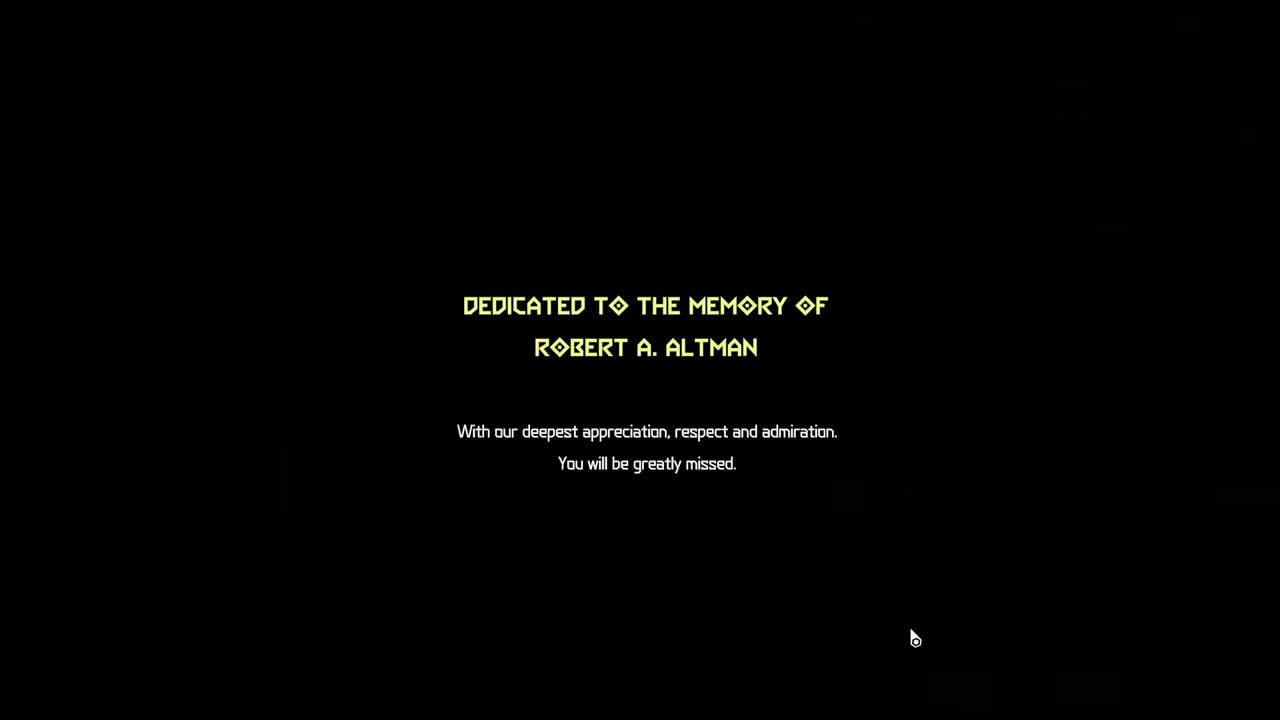 DEDICATED TO THE MEMORY OF
ROBERT A. ALTMAN
With our deepest appreciation, respect and admiration.
You will be greatly missed.